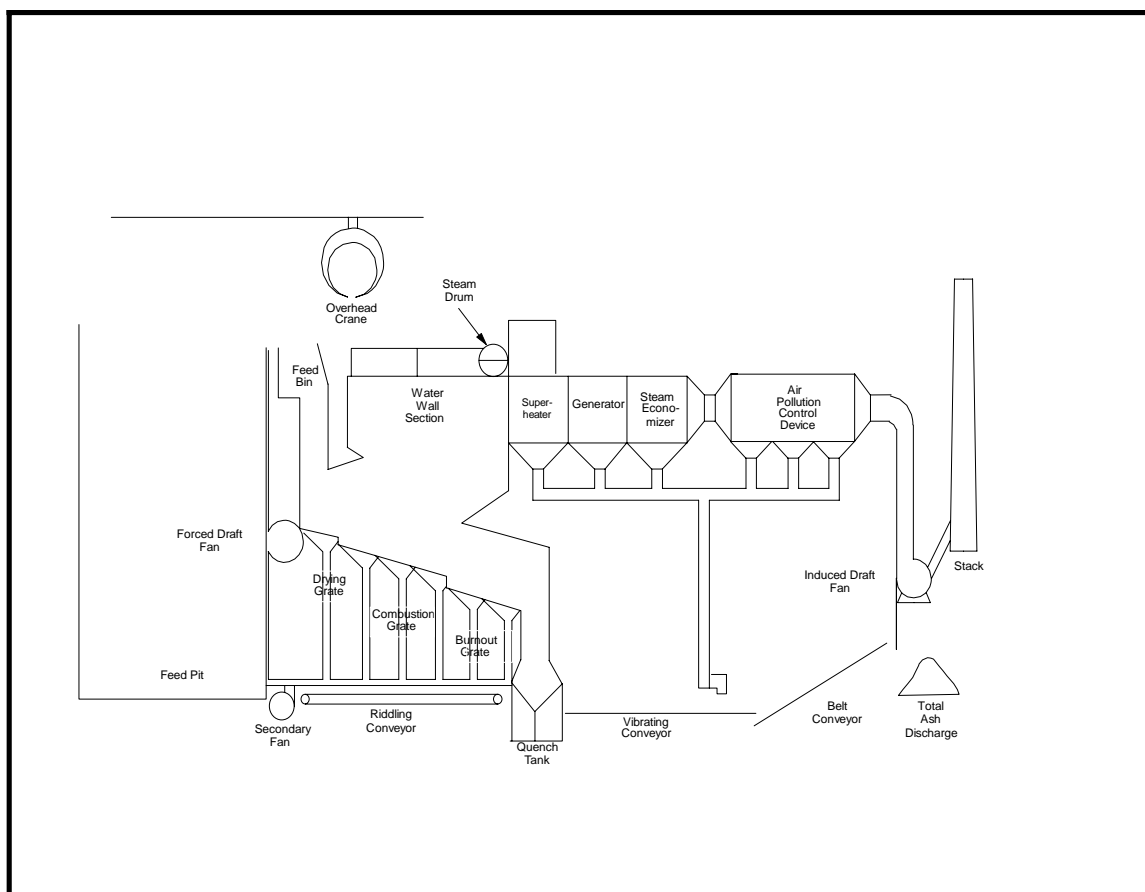 Overhead
Crane
Steam
Drum
Feed
Bin
Water
Wall
Section
Super-
heater
Generator
Steam
Econo-
mizer
Air
Pollution
Control
Device
Forced Draft
Fan
Drying
Grate
Combustion
Grate
Burnout
Grate
Induced Draft
Fan
Stack
Feed Pit
Secondary
Fan
Riddling
Conveyor
Quench
Tank
Vibrating
Conveyor
Belt
Conveyor
Total
Ash
Discharge